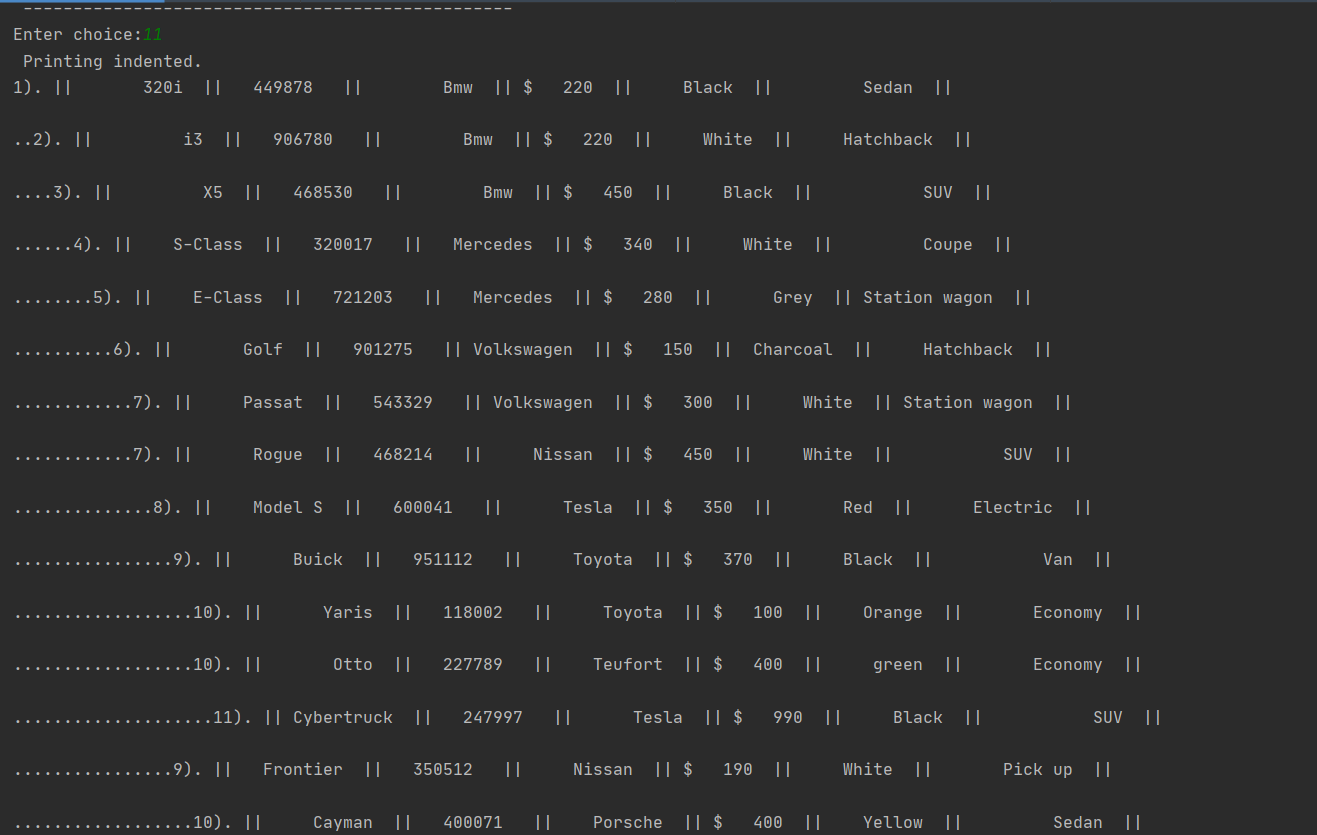 -------------------------------------------------
Enter choice:11
 Printing indented.
1). ||       320i  ||   449878   ||        Bmw  || $   220  ||     Black  ||         Sedan  ||
..2). ||         i3  ||   906780   ||        Bmw  || $   220  ||     White  ||     Hatchback  ||
....3). ||         X5  ||   468530   ||        Bmw  || $   450  ||     Black  ||           SUV  ||
......4). ||    S-Class  ||   320017   ||   Mercedes  || $   340  ||     White  ||         Coupe  ||
........5). ||    E-Class  ||   721203   ||   Mercedes  || $   280  ||      Grey  || Station wagon  ||
..........6). ||       Golf  ||   901275   || Volkswagen  || $   150  ||  Charcoal  ||     Hatchback  ||
............7). ||     Passat  ||   543329   || Volkswagen  || $   300  ||     White  || Station wagon  ||
............7). ||      Rogue  ||   468214   ||     Nissan  || $   450  ||     White  ||           SUV  ||
..............8). ||    Model S  ||   600041   ||      Tesla  || $   350  ||       Red  ||      Electric  ||
................9). ||      Buick  ||   951112   ||     Toyota  || $   370  ||     Black  ||           Van  ||
..................10). ||      Yaris  ||   118002   ||     Toyota  || $   100  ||    Orange  ||       Economy  ||
..................10). ||       Otto  ||   227789   ||    Teufort  || $   400  ||     green  ||       Economy  ||
....................11). || Cybertruck  ||   247997   ||      Tesla  || $   990  ||     Black  ||           SUV  ||
................9). ||   Frontier  ||   350512   ||     Nissan  || $   190  ||     White  ||       Pick up  ||
..................10). ||     Cayman  ||   400071   ||    Porsche  || $   400  ||    Yellow  ||         Sedan  ||